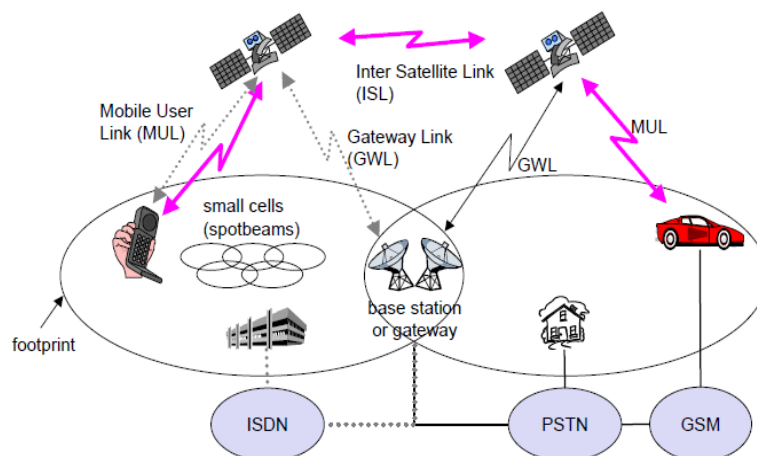 Inter Satellite Link
(ISL)
Mobile User
Link (MUL)
Gateway Link
(GWL)
MUL
GWL
small cells
(spotbeams)
base station
or gateway
footprint
ISDN
PSTN
GSM